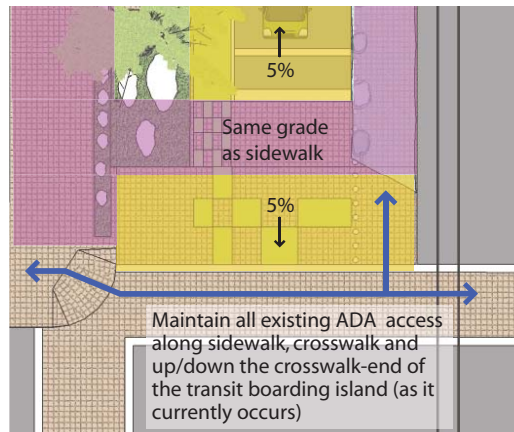 5%
Same grade
as sidewalk
5%
Maintain all existing ADA access
along sidewalk, crosswalk and
up/down the crosswalk-end of
the transit boarding island (as it
currently occurs)